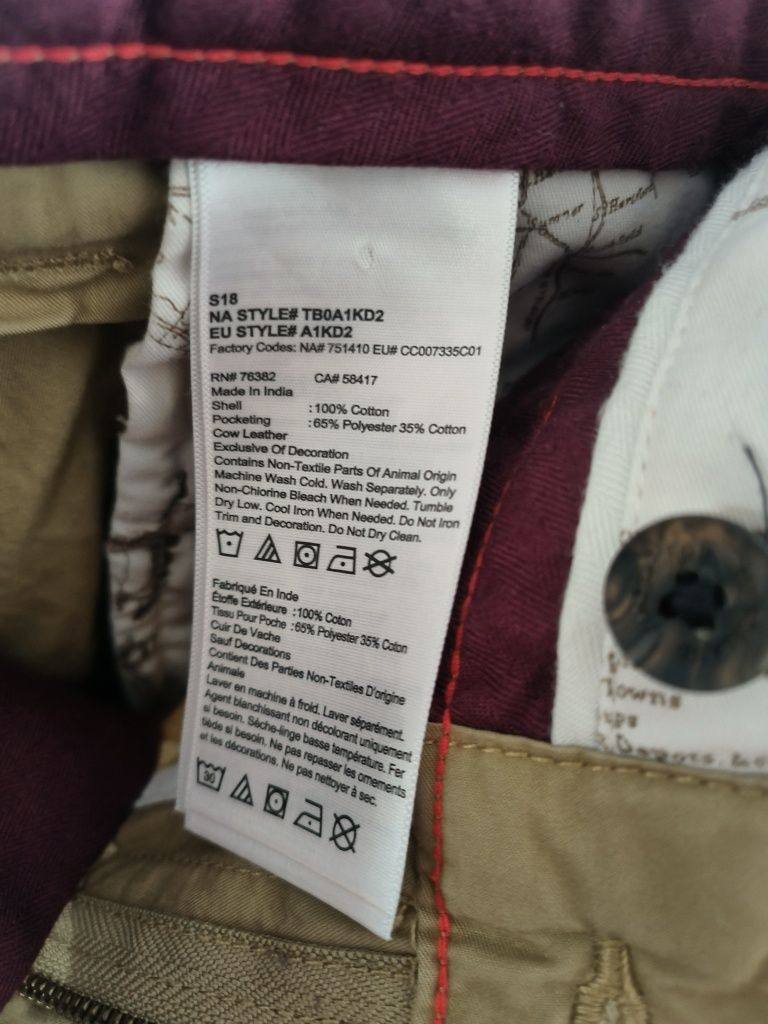 S18
NA STYLE# TB0A1KD2
EU STYLE# A1KD2
Factory Codes: NA# 751410 EU# CC007335C01
RN# 76382 CA# 58417
Made In India
Shell : 100% Cotton
Pocketing : 65% Polyester 35% Cotton
Cow Leather
Exclusive Of Decoration
Contains Non-Textile Parts Of Animal Origin
Machine Wash Cold. Wash Separately. Only
Non-Chlorine Bleach When Needed. Tumble
Dry Low. Cool Iron When Needed. Do Not Iron
Trim and Decoration. Do Not Dry Clean.
Fabriqué En Inde
Étoffe Extérieure : 100% Coton
Tissu Pour Poche : 65% Polyester 35% Coton
Cuir De Vache
Sauf Decorations
Contient Des Parties Non-Textiles D'origine
Animale
Laver en machine à froid. Laver séparément.
Agent blanchissant non décolorant uniquement
si besoin. Séche-linge basse température. Fer
tiède si besoin. Ne pas repasser les ornements
et les décorations. Ne pas nettoyer à sec.
30
Sumner
Towns